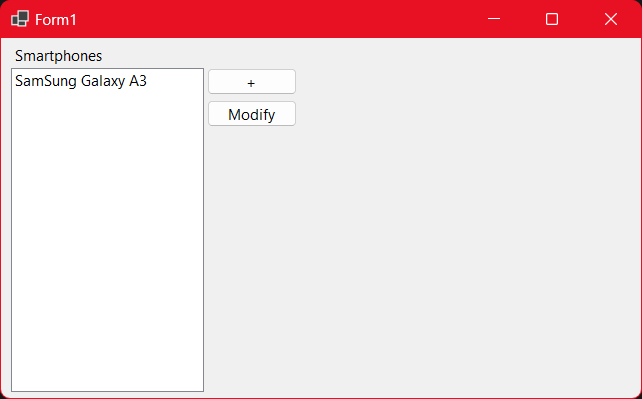 Form1
Smartphones
SamSung Galaxy A3
+
Modify